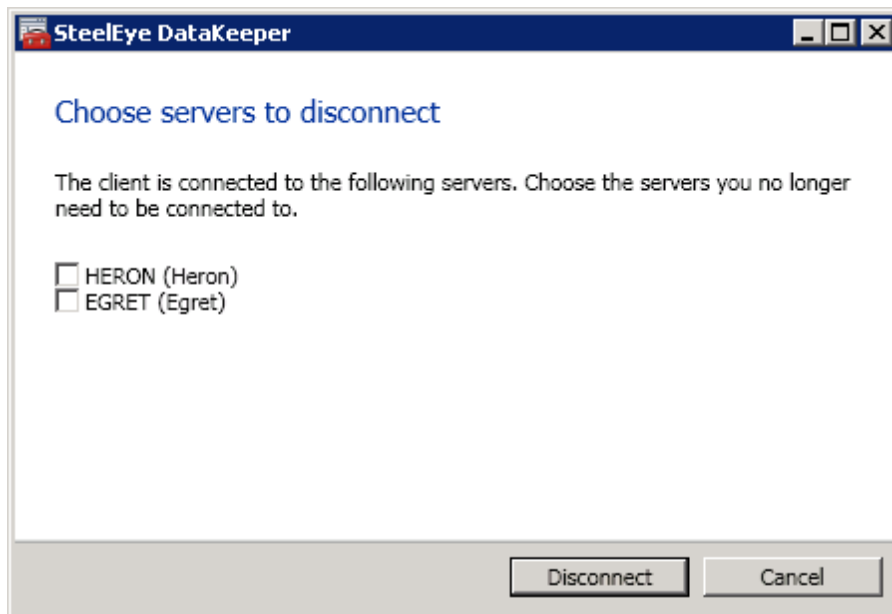 SteelEye DataKeeper
Choose servers to disconnect
The client is connected to the following servers. Choose the servers you no longer
need to be connected to.
HERON (Heron)
EGRET (Egret)
Disconnect
Cancel